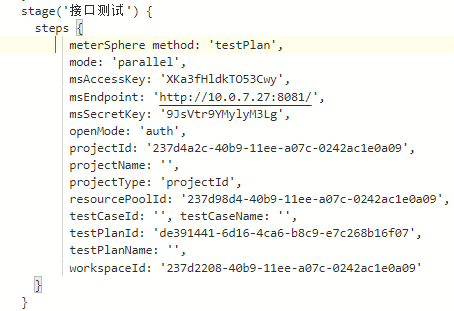 stage('接口测试') {
steps {
meterSphere method: 'testPlan',
mode: 'parallel',
msAccessKey: 'XKa3fHldkTO53Cwy',
msEndpoint: 'http://10.0.7.27:8081/',
msSecretKey: '9JsVtr9YMylyM3Lg',
openMode: 'auth',
projectId: '237d4a2c-40b9-11ee-a07c-0242ac1e0a09',
projectName: '',
projectType: 'projectId',
resourcePoolId: '237d98d4-40b9-11ee-a07c-0242ac1e0a09',
testCaseId: '', testCaseName: '',
testPlanId: 'de391441-6d16-4ca6-b8c9-e7c268b16f07',
testPlanName: '',
workspaceId: '237d2208-40b9-11ee-a07c-0242ac1e0a09'
}
}